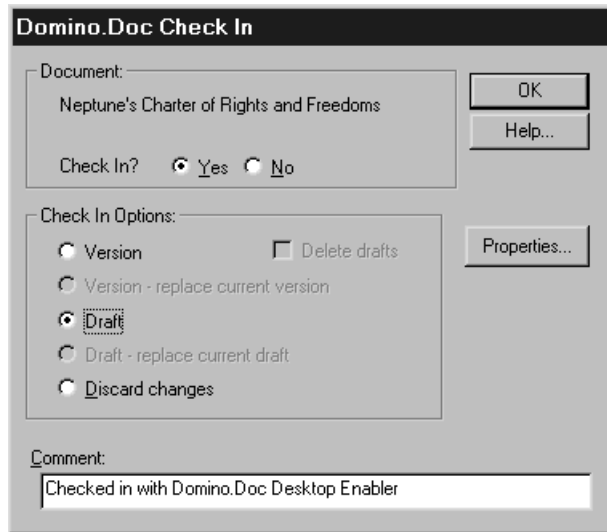 Domino.Doc Check In
Document:
Neptune's Charter of Rights and Freedoms
Check In? Yes No
OK
Help...
Check In Options:
Version Delete drafts
Version - replace current version
Draft
Draft - replace current draft
Discard changes
Properties...
Comment:
Checked in with Domino.Doc Desktop Enabler